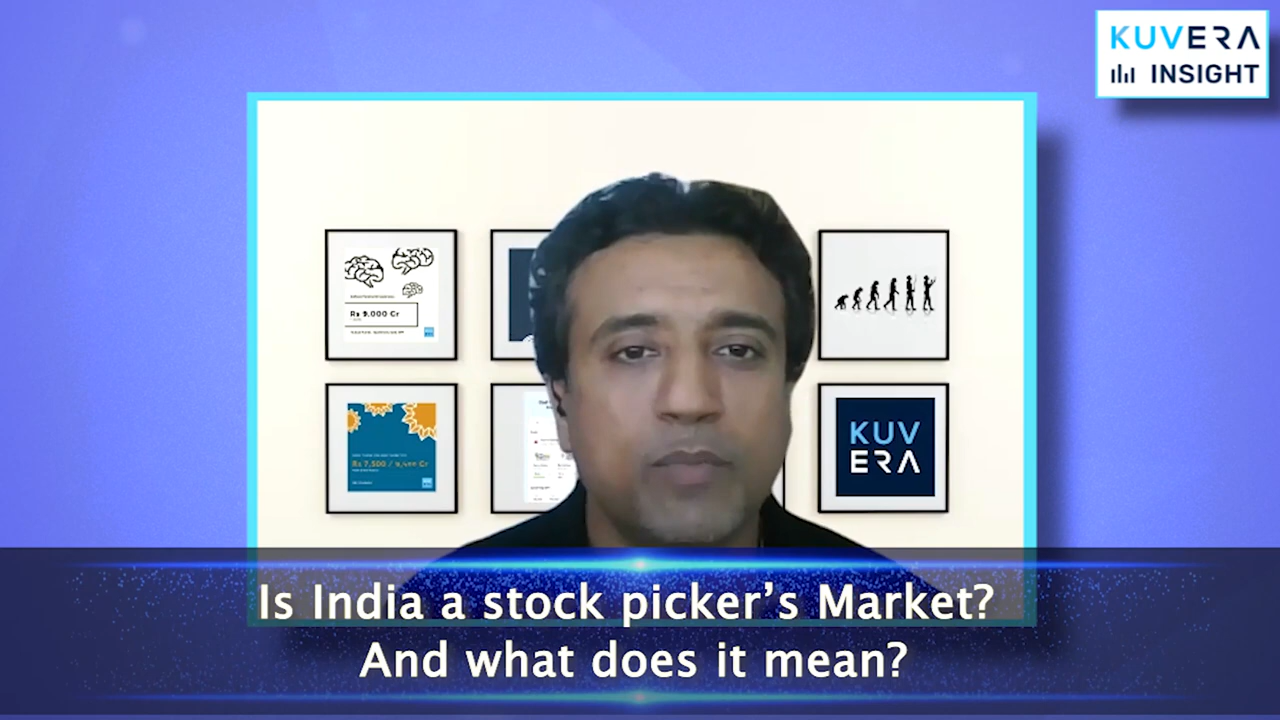 KUVERA
INSIGHT
Rs 9,000 Cr
Rs 7,500 / 9,500 Cr
KUV
ERA
Is India a stock picker’s Market?
And what does it mean?